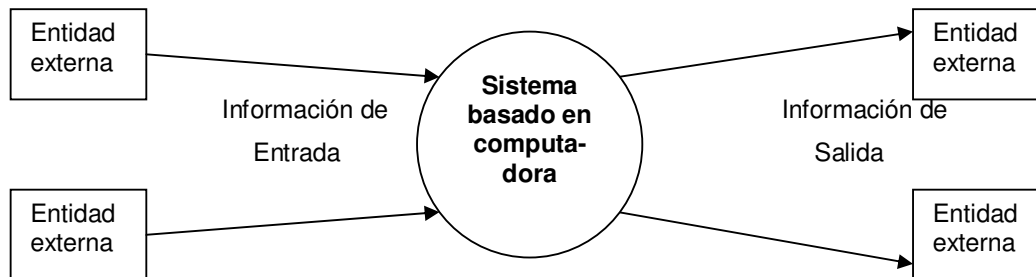 Entidad
externa
Entidad
externa
Sistema
basado en
computa-
dora
Información de
Entrada
Información de
Salida
Entidad
externa
Entidad
externa